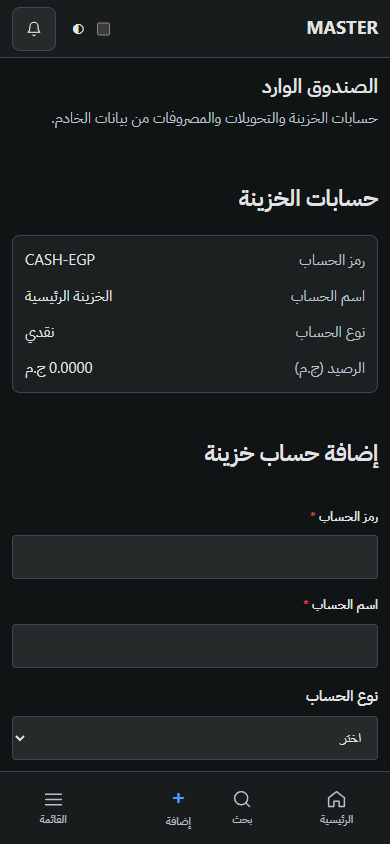 MASTER
الصندوق الوارد
حسابات الخزينة والتحويلات والمصروفات من بيانات الخادم.
حسابات الخزينة
رمز الحساب CASH-EGP
اسم الحساب الخزينة الرئيسية
نوع الحساب نقدي
الرصيد (ج.م) 0.0000 ج.م
إضافة حساب خزينة
رمز الحساب *
اسم الحساب *
نوع الحساب
اختر
الرئيسية بحث إضافة القائمة